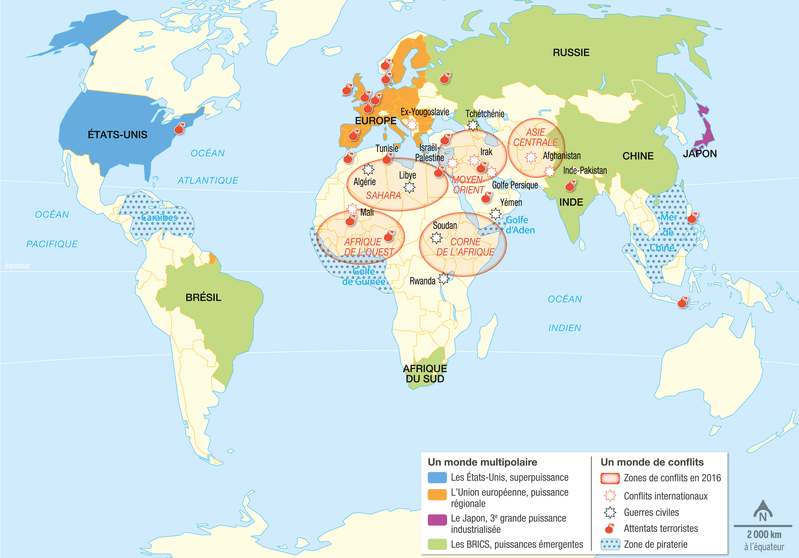 RUSSIE
Ex-Yougoslavie
Tchétchénie
EUROPE
ÉTATS-UNIS
ASIE
CENTRALE
JAPON
Tunisie
Israël-
Palestine
Irak
Afghanistan
CHINE
OCÉAN
ATLANTIQUE
Algérie
Libye
MOYEN
ORIENT
Inde-Pakistan
Golfe Persique
SAHARA
INDE
Yémen
OCÉAN
PACIFIQUE
Caraïbes
Mali
Golfe
d'Aden
Mer
de
Chine
Soudan
AFRIQUE
DE L'OUEST
CORNE
DE L'AFRIQUE
équateur
Golfe
de Guinée
Rwanda
BRÉSIL
OCÉAN
INDIEN
AFRIQUE
DU SUD
Un monde multipolaire
Les États-Unis, superpuissance
L'Union européenne, puissance
régionale
Le Japon, 3e grande puissance
industrialisée
Les BRICS, puissances émergentes
Un monde de conflits
Zones de conflits en 2016
Conflits internationaux
Guerres civiles
Attentats terroristes
Zone de piraterie
N
2 000 km
à l'équateur